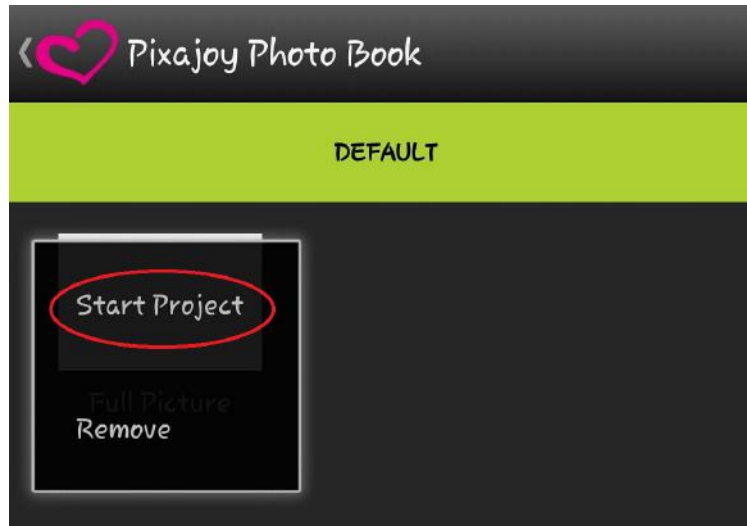 Pixajoy Photo Book
DEFAULT
Start Project
Full Picture
Remove